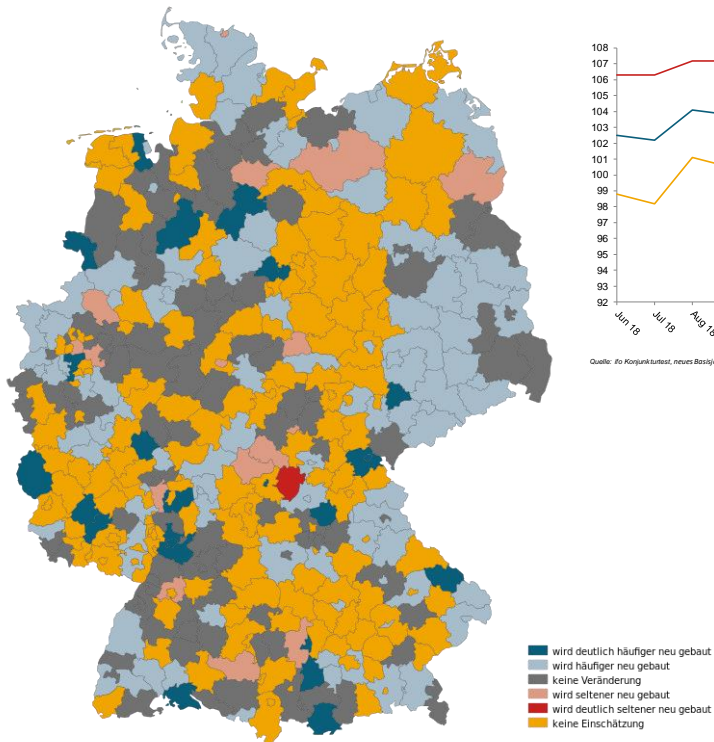 108
107
106
105
104
103
102
101
100
99
98
97
96
95
94
93
92
Jun 18
Jul 18
Aug 18
Quelle: ifo Konjunkturtest, neues Basisj
wird deutlich häufiger neu gebaut
wird häufiger neu gebaut
keine Veränderung
wird seltener neu gebaut
wird deutlich seltener neu gebaut
keine Einschätzung